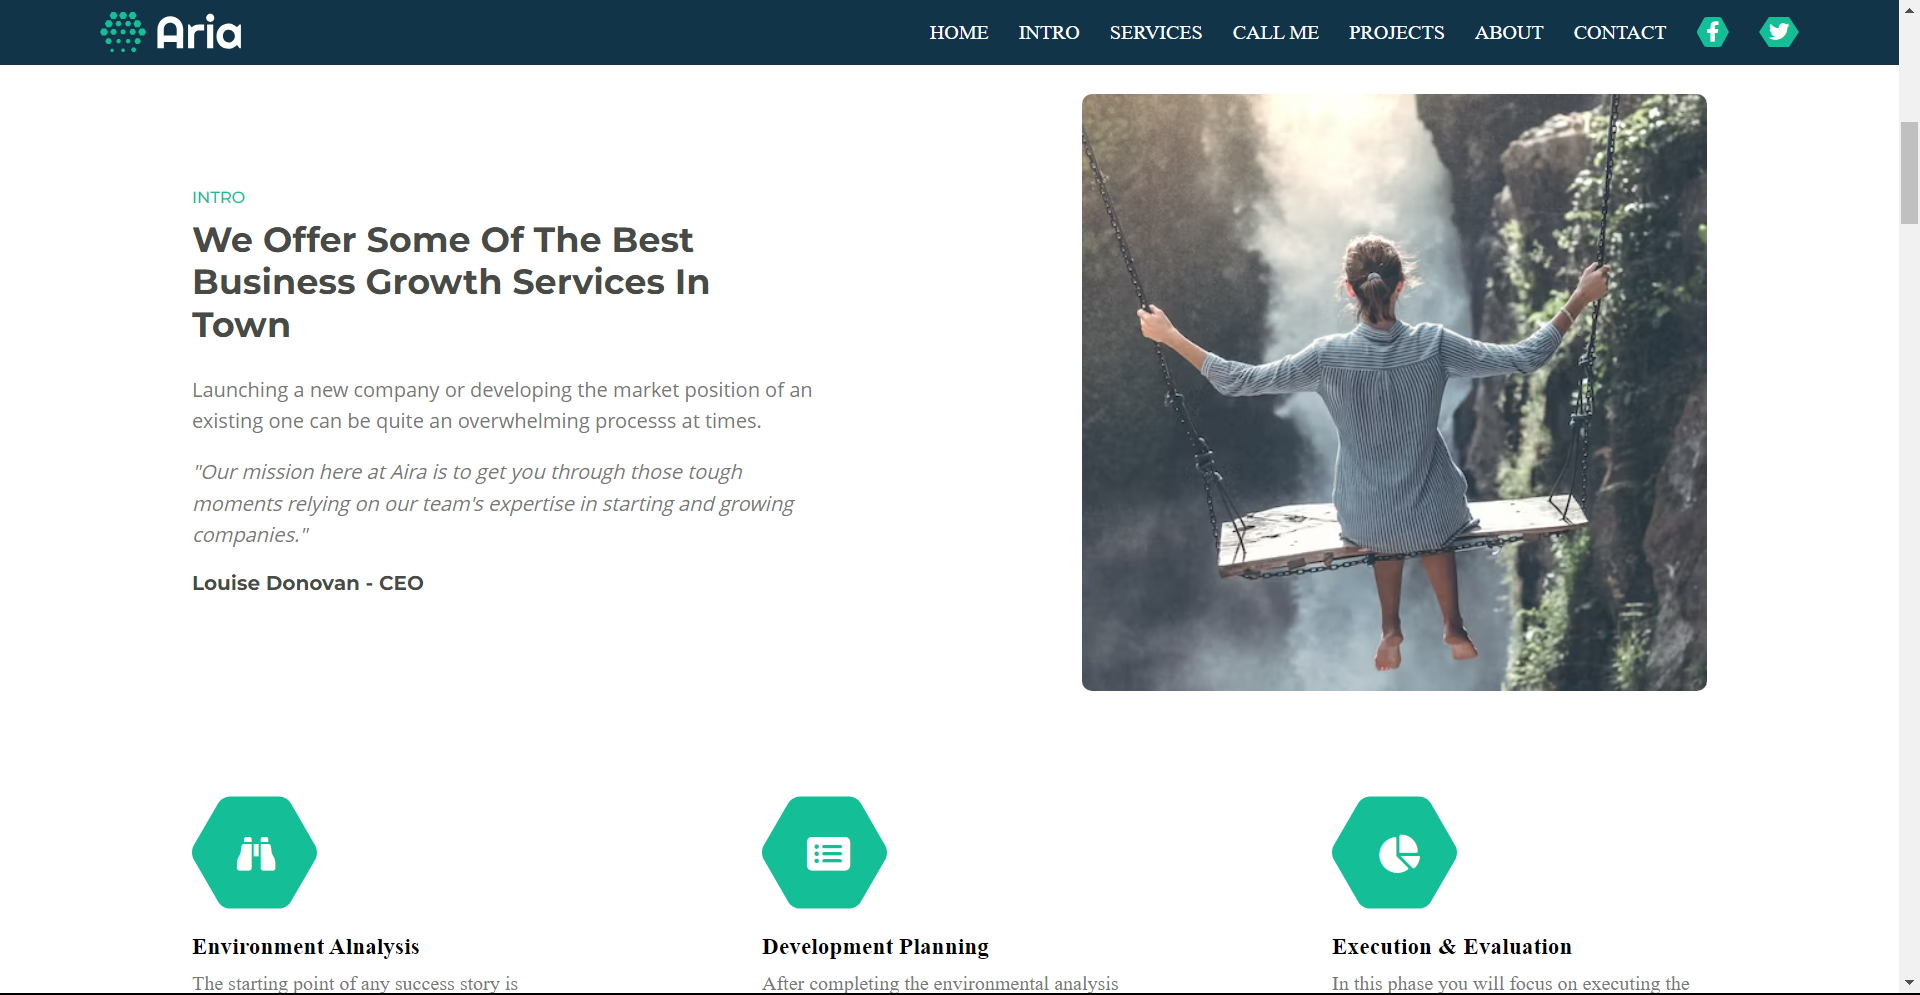 Aria
HOME INTRO SERVICES CALL ME PROJECTS ABOUT CONTACT
INTRO
We Offer Some Of The Best
Business Growth Services In
Town
Launching a new company or developing the market position of an
existing one can be quite an overwhelming processs at times.
"Our mission here at Aira is to get you through those tough
moments relying on our team's expertise in starting and growing
companies."
Louise Donovan - CEO
Environment Alnalysis
The starting point of any success story is
Development Planning
After completing the environmental analysis
Execution & Evaluation
In this phase you will focus on executing the